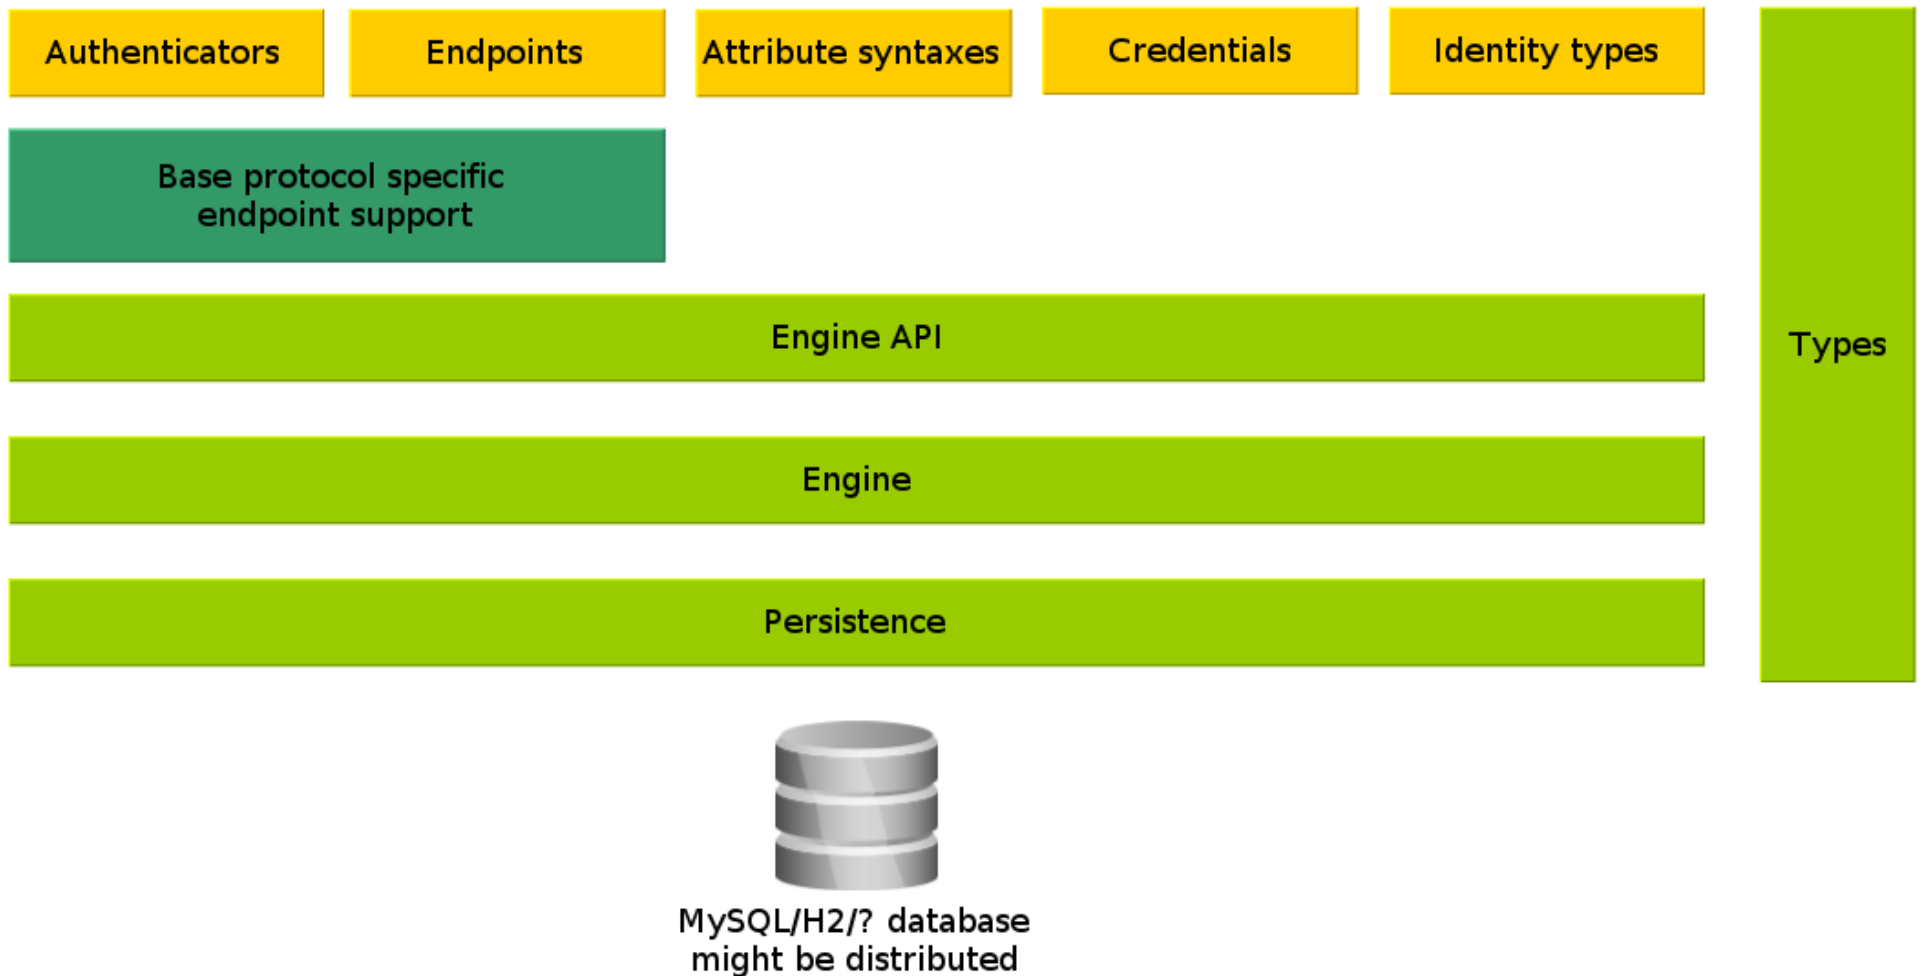 Authenticators
Endpoints
Attribute syntaxes
Credentials
Identity types
Base protocol specific
endpoint support
Engine API
Types
Engine
Persistence
MySQL/H2/? database
might be distributed